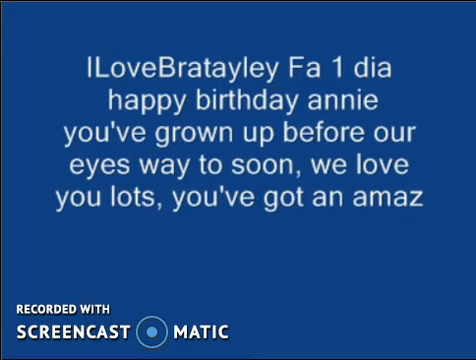 ILoveBratayley Fa 1 dia
happy birthday annie
you've grown up before our
eyes way to soon, we love
you lots, you've got an amaz
RECORDED WITH
SCREENCAST MATIC